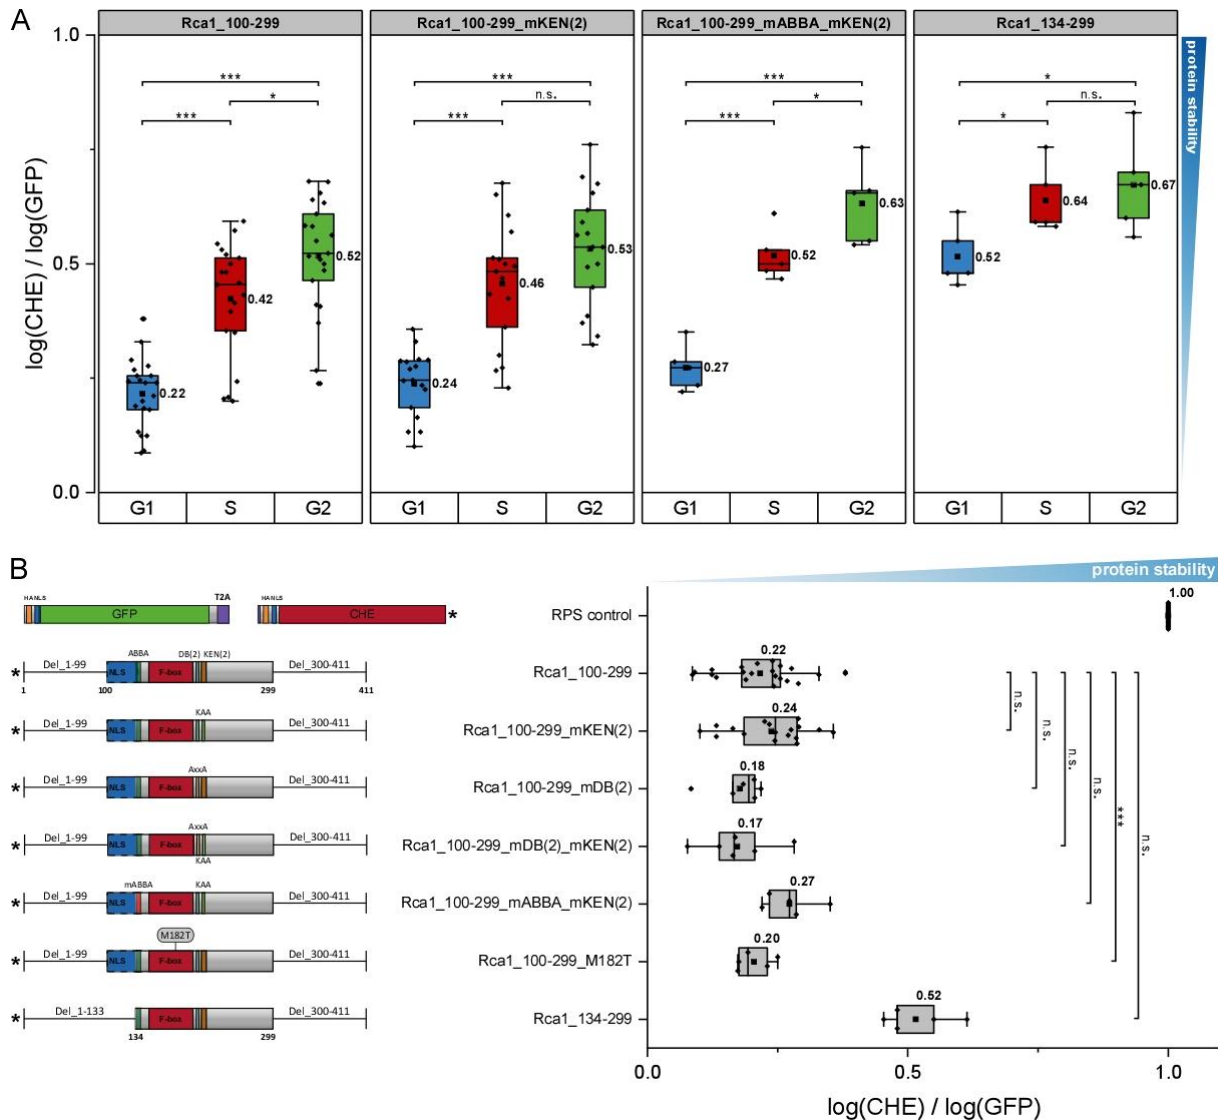 A
Rca1_100-299
Rca1_100-299_mKEN(2)
Rca1_100-299_mABBA_mKEN(2)
Rca1_134-299
1.0
0.5
0.0
log(CHE) / log(GFP)
protein stability
*** * ***
0.22 0.42 0.52
*** n.s. ***
0.24 0.46 0.53
*** * ***
0.27 0.52 0.63
* n.s. *
0.52 0.64 0.67
G1 S G2 G1 S G2 G1 S G2 G1 S G2
B
protein stability
HANLS GFP T2A HANLS CHE *
RPS control 1.00
ABBA DB(2) KEN(2)
* Del_1-99 NLS F-box Del_300-411
1 100 299 411
Rca1_100-299 0.22
KAA
* Del_1-99 NLS F-box Del_300-411
Rca1_100-299_mKEN(2) 0.24
AxxA
* Del_1-99 NLS F-box Del_300-411
Rca1_100-299_mDB(2) 0.18
AxxA
* Del_1-99 NLS F-box Del_300-411
KAA
Rca1_100-299_mDB(2)_mKEN(2) 0.17
mABBA KAA
* Del_1-99 NLS F-box Del_300-411
Rca1_100-299_mABBA_mKEN(2) 0.27
M182T
* Del_1-99 NLS F-box Del_300-411
Rca1_100-299_M182T 0.20
* Del_1-133 F-box Del_300-411
134 299
Rca1_134-299 0.52
n.s.
n.s.
n.s.
n.s.
***
n.s.
0.0 0.5 1.0
log(CHE) / log(GFP)